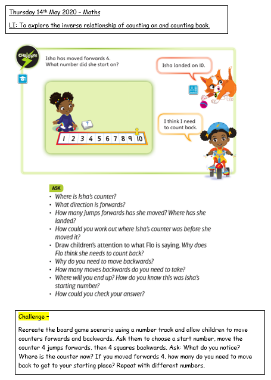 Thursday 14th May 2020 – Maths
LI: To explore the inverse relationship of counting on and counting back.
Isha has moved forwards 6.
What number did she start on?
Isha landed on 10.
1 2 3 4 5 6 7 8 9 10
I think I need
to count back.
ASK
• Where is Isha's counter?
• What direction is forwards?
• How many jumps forwards has she moved? Where has she
landed?
• How could you work out where Isha's counter was before she
moved it?
• Draw children's attention to what Flo is saying. Why does
Flo think she needs to count back?
• Why do you need to move backwards?
• How many moves backwards do you need to take?
• Where will you end up? How do you know this was Isha's
starting number?
• How could you check your answer?
Challenge –
Recreate the board game scenario using a number track and allow children to move
counters forwards and backwards. Ask them to choose a start number, move the
counter 4 jumps forwards, then 4 squares backwards. Ask: What do you notice?
Where is the counter now? If you moved forwards 4, how many do you need to move
back to get to your starting place? Repeat with different numbers.